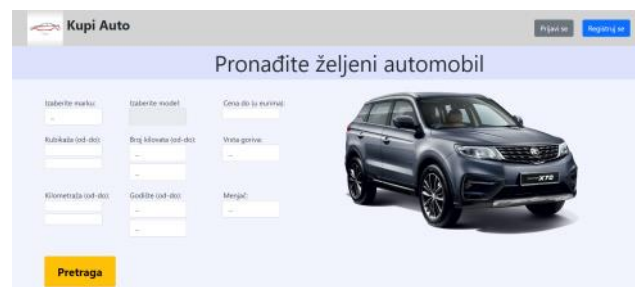 Kupi Auto
Prijavi se
Registruj se
Pronađite željeni automobil
Izaberite marku:
Izaberite model:
Cena do (u eurima):
Kubikaža (od-do):
Broj kilovata (od-do):
Vrsta goriva:
Kilometraža (od-do):
Godište (od-do):
Menjač:
Pretraga